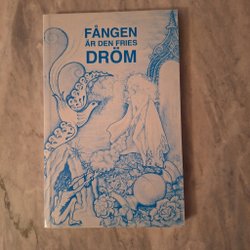 FÅNGEN
ÄR DEN FRIES
DRÖM